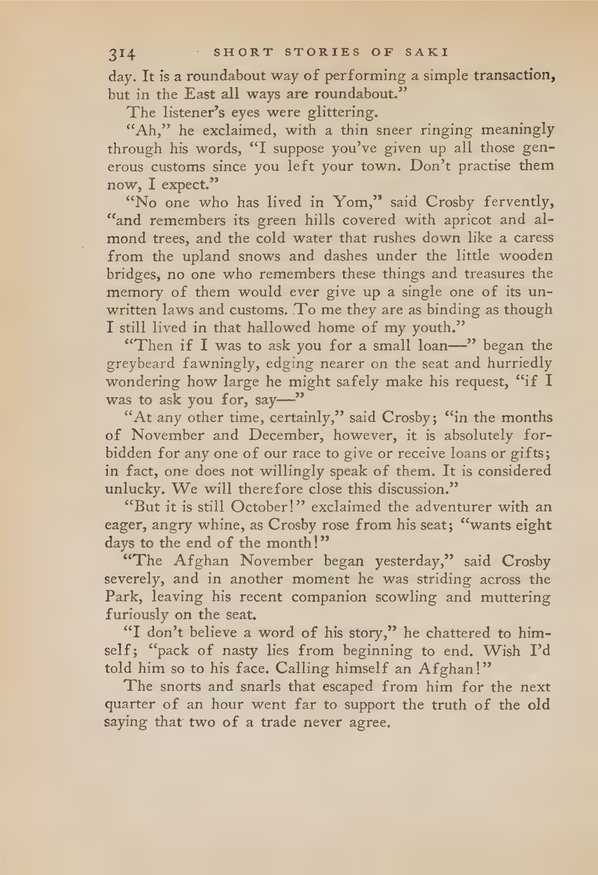 314 SHORT STORIES OF SAKI
day. It is a roundabout way of performing a simple transaction,
but in the East all ways are roundabout.”
The listener’s eyes were glittering.
“Ah,” he exclaimed, with a thin sneer ringing meaningly
through his words, “I suppose you’ve given up all those gen-
erous customs since you left your town. Don’t practise them
now, I expect.”
“No one who has lived in Yom,” said Crosby fervently,
“and remembers its green hills covered with apricot and al-
mond trees, and the cold water that rushes down like a caress
from the upland snows and dashes under the little wooden
bridges, no one who remembers these things and treasures the
memory of them would ever give up a single one of its un-
written laws and customs. To me they are as binding as though
I still lived in that hallowed home of my youth.”
“Then if I was to ask you for a small loan—” began the
greybeard fawningly, edging nearer on the seat and hurriedly
wondering how large he might safely make his request, “if I
was to ask you for, say—”
“At any other time, certainly,” said Crosby; “in the months
of November and December, however, it is absolutely for-
bidden for any one of our race to give or receive loans or gifts;
in fact, one does not willingly speak of them. It is considered
unlucky. We will therefore close this discussion.”
“But it is still October!” exclaimed the adventurer with an
eager, angry whine, as Crosby rose from his seat; “wants eight
days to the end of the month!”
“The Afghan November began yesterday,” said Crosby
severely, and in another moment he was striding across the
Park, leaving his recent companion scowling and muttering
furiously on the seat.
“I don’t believe a word of his story,” he chattered to him-
self; “pack of nasty lies from beginning to end. Wish I’d
told him so to his face. Calling himself an Afghan!”
The snorts and snarls that escaped from him for the next
quarter of an hour went far to support the truth of the old
saying that two of a trade never agree.